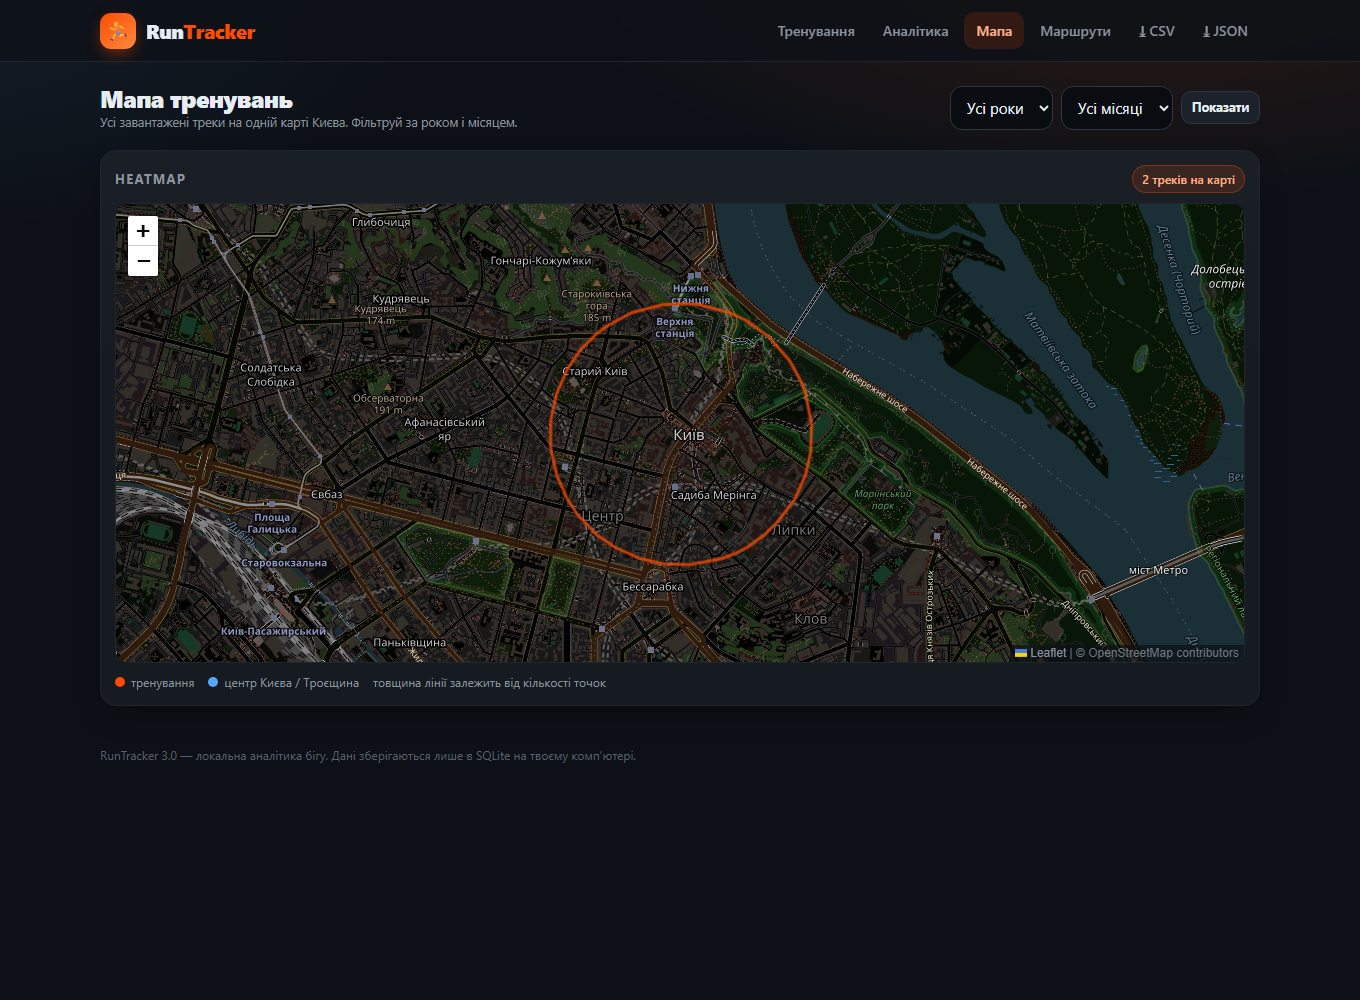 RunTracker
Тренування
Аналітика
Мапа
Маршрути
⤓ CSV
⤓ JSON
Мапа тренувань
Усі завантажені треки на одній карті Києва. Фільтруй за роком і місяцем.
Усі роки
Усі місяці
Показати
HEATMAP
2 треків на карті
+
−
Глибочиця
Гончарі-Кожум'яки
Десенка (Чорторий)
Долобець
острів
Нижня
станція
Старокиївська
гора
185 m
Кудрявець
Кудрявець
174 m
Верхня
станція
Матвіївська затока
Солдатська
Слобідка
Старий Київ
Набережне шосе
Обсерваторна
191 m
Афанасівський
яр
Київ
Набережне шосе
Євбаз
Садиба Мерінга
Маріїнський
парк
Площа
Галицька
Центр
Липки
Старовокзальна
міст Метро
Бессарабка
Клов
Київ-Пасажирський
Паньківщина
Leaflet | © OpenStreetMap contributors
тренування
центр Києва / Троєщина
товщина лінії залежить від кількості точок
RunTracker 3.0 — локальна аналітика бігу. Дані зберігаються лише в SQLite на твоєму комп'ютері.